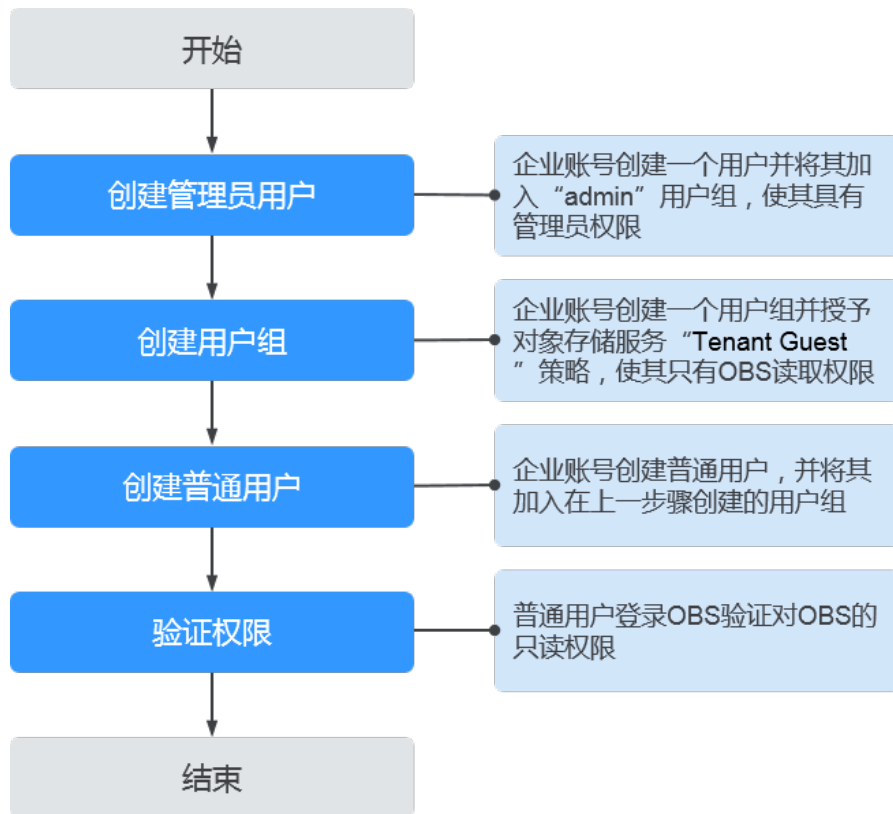 开始
创建管理员用户
企业账号创建一个用户并将其加
入“admin”用户组，使其具有
管理员权限
创建用户组
企业账号创建一个用户组并授予
对象存储服务“Tenant Guest
”策略，使其只有OBS读取权限
创建普通用户
企业账号创建普通用户，并将其
加入在上一步骤创建的用户组
验证权限
普通用户登录OBS验证对OBS的
只读权限
结束